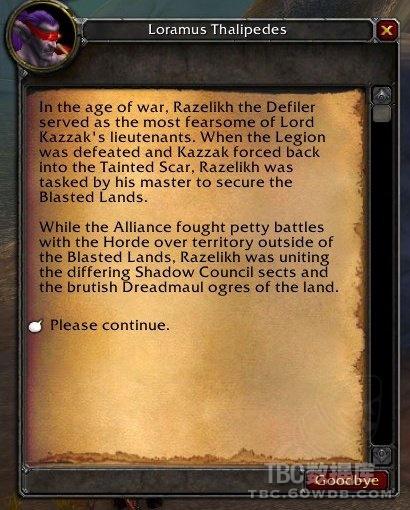 Loramus Thalipedes
In the age of war, Razelikh the Defiler
served as the most fearsome of Lord
Kazzak's lieutenants. When the Legion
was defeated and Kazzak forced back
into the Tainted Scar, Razelikh was
tasked by his master to secure the
Blasted Lands.
While the Alliance fought petty battles
with the Horde over territory outside of
the Blasted Lands, Razelikh was uniting
the differing Shadow Council sects and
the brutish Dreadmaul ogres of the land.
Please continue.
TBC数据库
Goodbye
TBC.60WDB.COM